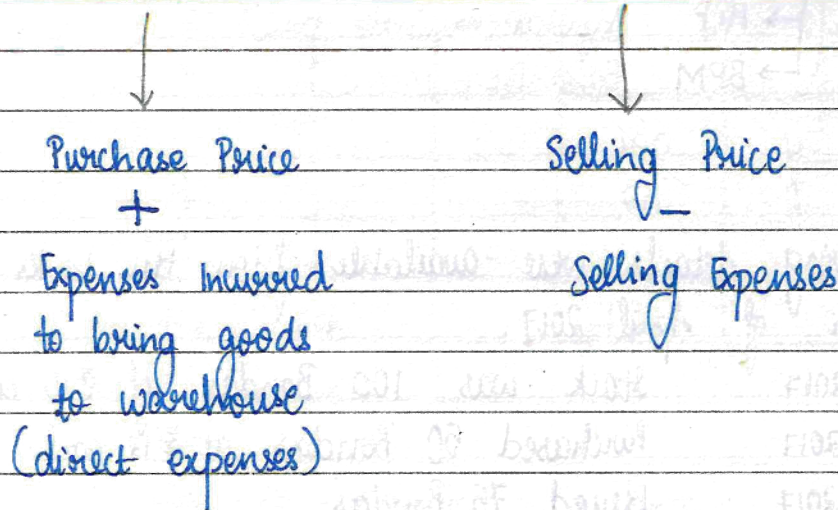 Purchase Price
+
Expenses Incurred
to bring goods
to warehouse
(direct expenses)
Selling Price
-
Selling Expenses